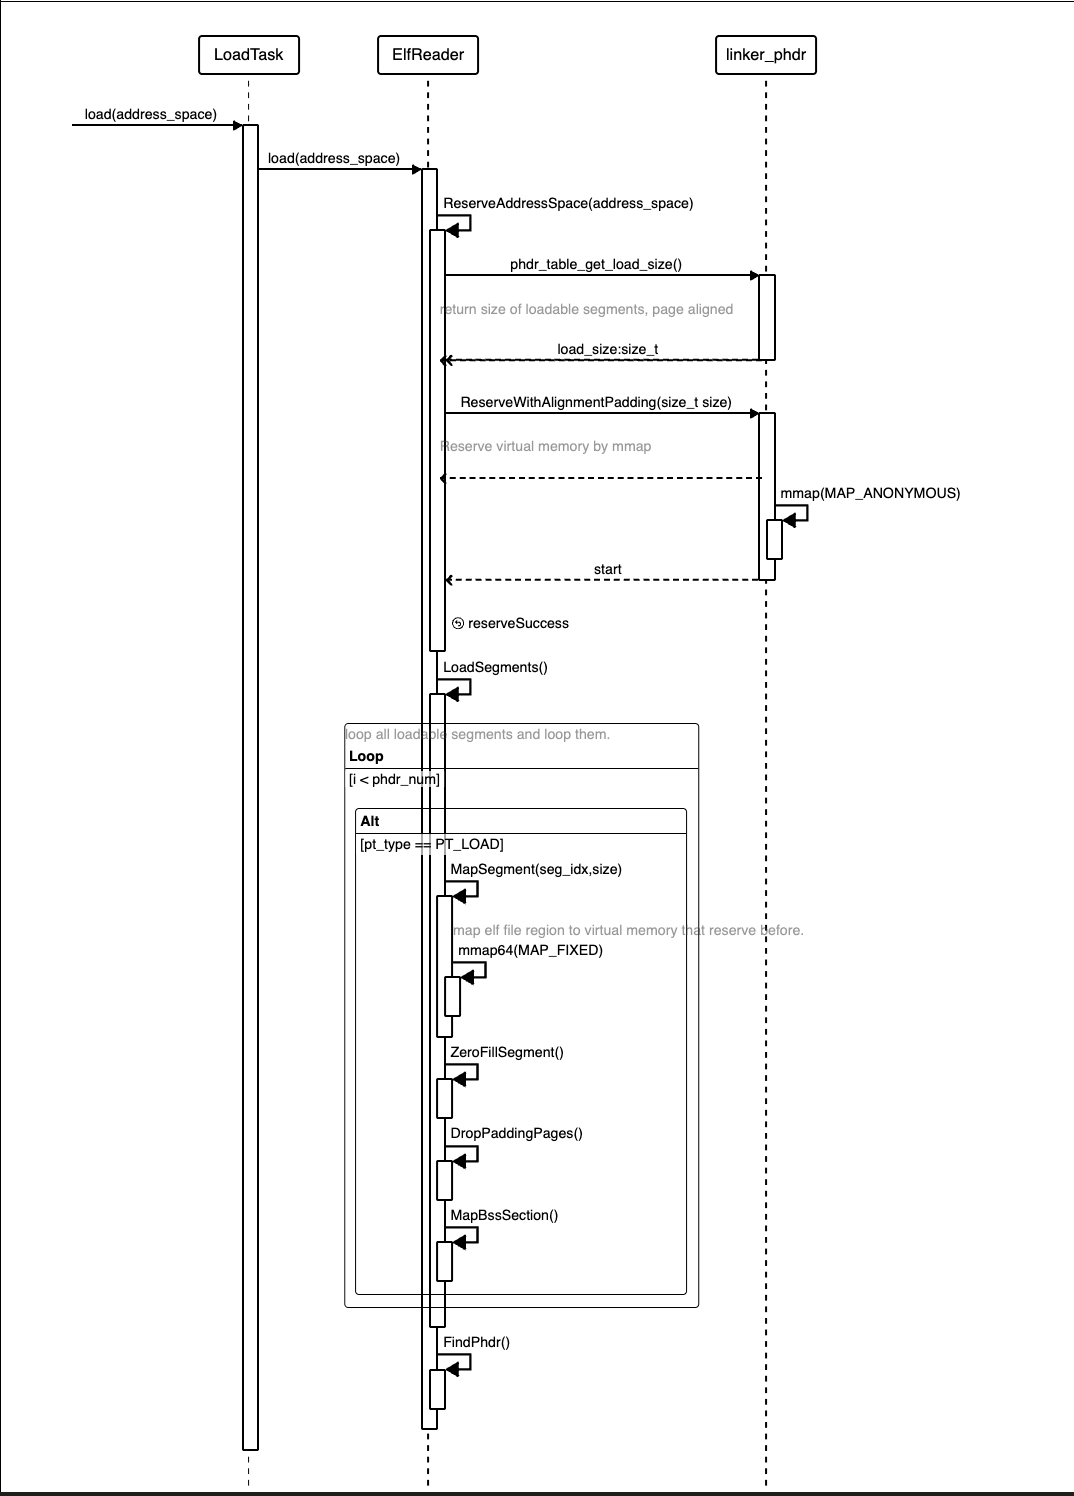 LoadTask
ElfReader
linker_phdr
load(address_space)
load(address_space)
ReserveAddressSpace(address_space)
phdr_table_get_load_size()
return size of loadable segments, page aligned
load_size:size_t
ReserveWithAlignmentPadding(size_t size)
Reserve virtual memory by mmap
mmap(MAP_ANONYMOUS)
start
reserveSuccess
LoadSegments()
loop all loadable segments and loop them.
Loop
[i < phdr_num]
Alt
[pt_type == PT_LOAD]
MapSegment(seg_idx,size)
map elf file region to virtual memory that reserve before.
mmap64(MAP_FIXED)
ZeroFillSegment()
DropPaddingPages()
MapBssSection()
FindPhdr()